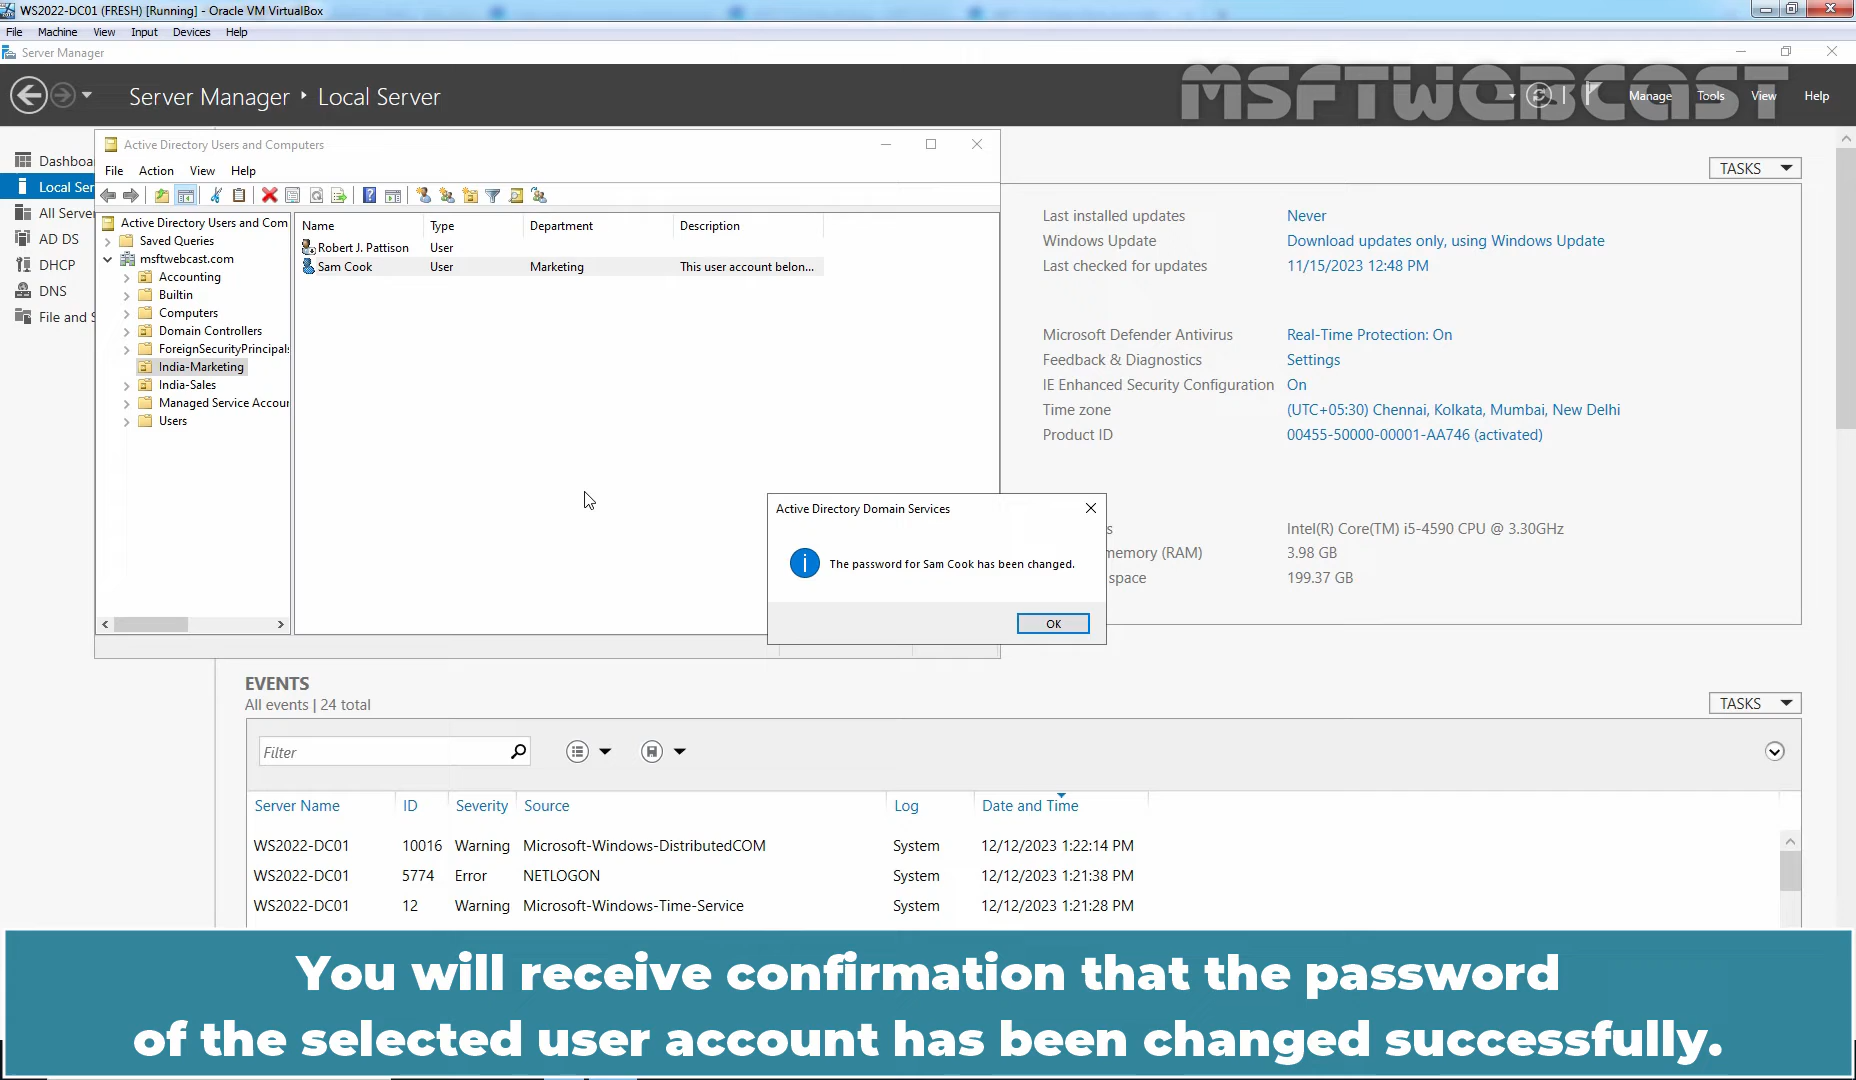 WS2022-DC01 (FRESH) [Running] - Oracle VM VirtualBox
File Machine View Input Devices Help
Server Manager
Server Manager ‣ Local Server
MSFTWEBCAST
Manage Tools View Help
Dashboa
Local Ser
All Serve
AD DS
DHCP
DNS
File and S
Active Directory Users and Computers
File Action View Help
Active Directory Users and Com
Saved Queries
msftwebcast.com
Accounting
Builtin
Computers
Domain Controllers
ForeignSecurityPrincipals
India-Marketing
India-Sales
Managed Service Accour
Users
Name Type Department Description
Robert J. Pattison User
Sam Cook User Marketing This user account belon...
TASKS
Last installed updates Never
Windows Update Download updates only, using Windows Update
Last checked for updates 11/15/2023 12:48 PM
Microsoft Defender Antivirus Real-Time Protection: On
Feedback & Diagnostics Settings
IE Enhanced Security Configuration On
Time zone (UTC+05:30) Chennai, Kolkata, Mumbai, New Delhi
Product ID 00455-50000-00001-AA746 (activated)
s Intel(R) Core(TM) i5-4590 CPU @ 3.30GHz
memory (RAM) 3.98 GB
space 199.37 GB
Active Directory Domain Services
The password for Sam Cook has been changed.
OK
EVENTS
All events | 24 total
TASKS
Filter
Server Name ID Severity Source Log Date and Time
WS2022-DC01 10016 Warning Microsoft-Windows-DistributedCOM System 12/12/2023 1:22:14 PM
WS2022-DC01 5774 Error NETLOGON System 12/12/2023 1:21:38 PM
WS2022-DC01 12 Warning Microsoft-Windows-Time-Service System 12/12/2023 1:21:28 PM
You will receive confirmation that the password
of the selected user account has been changed successfully.